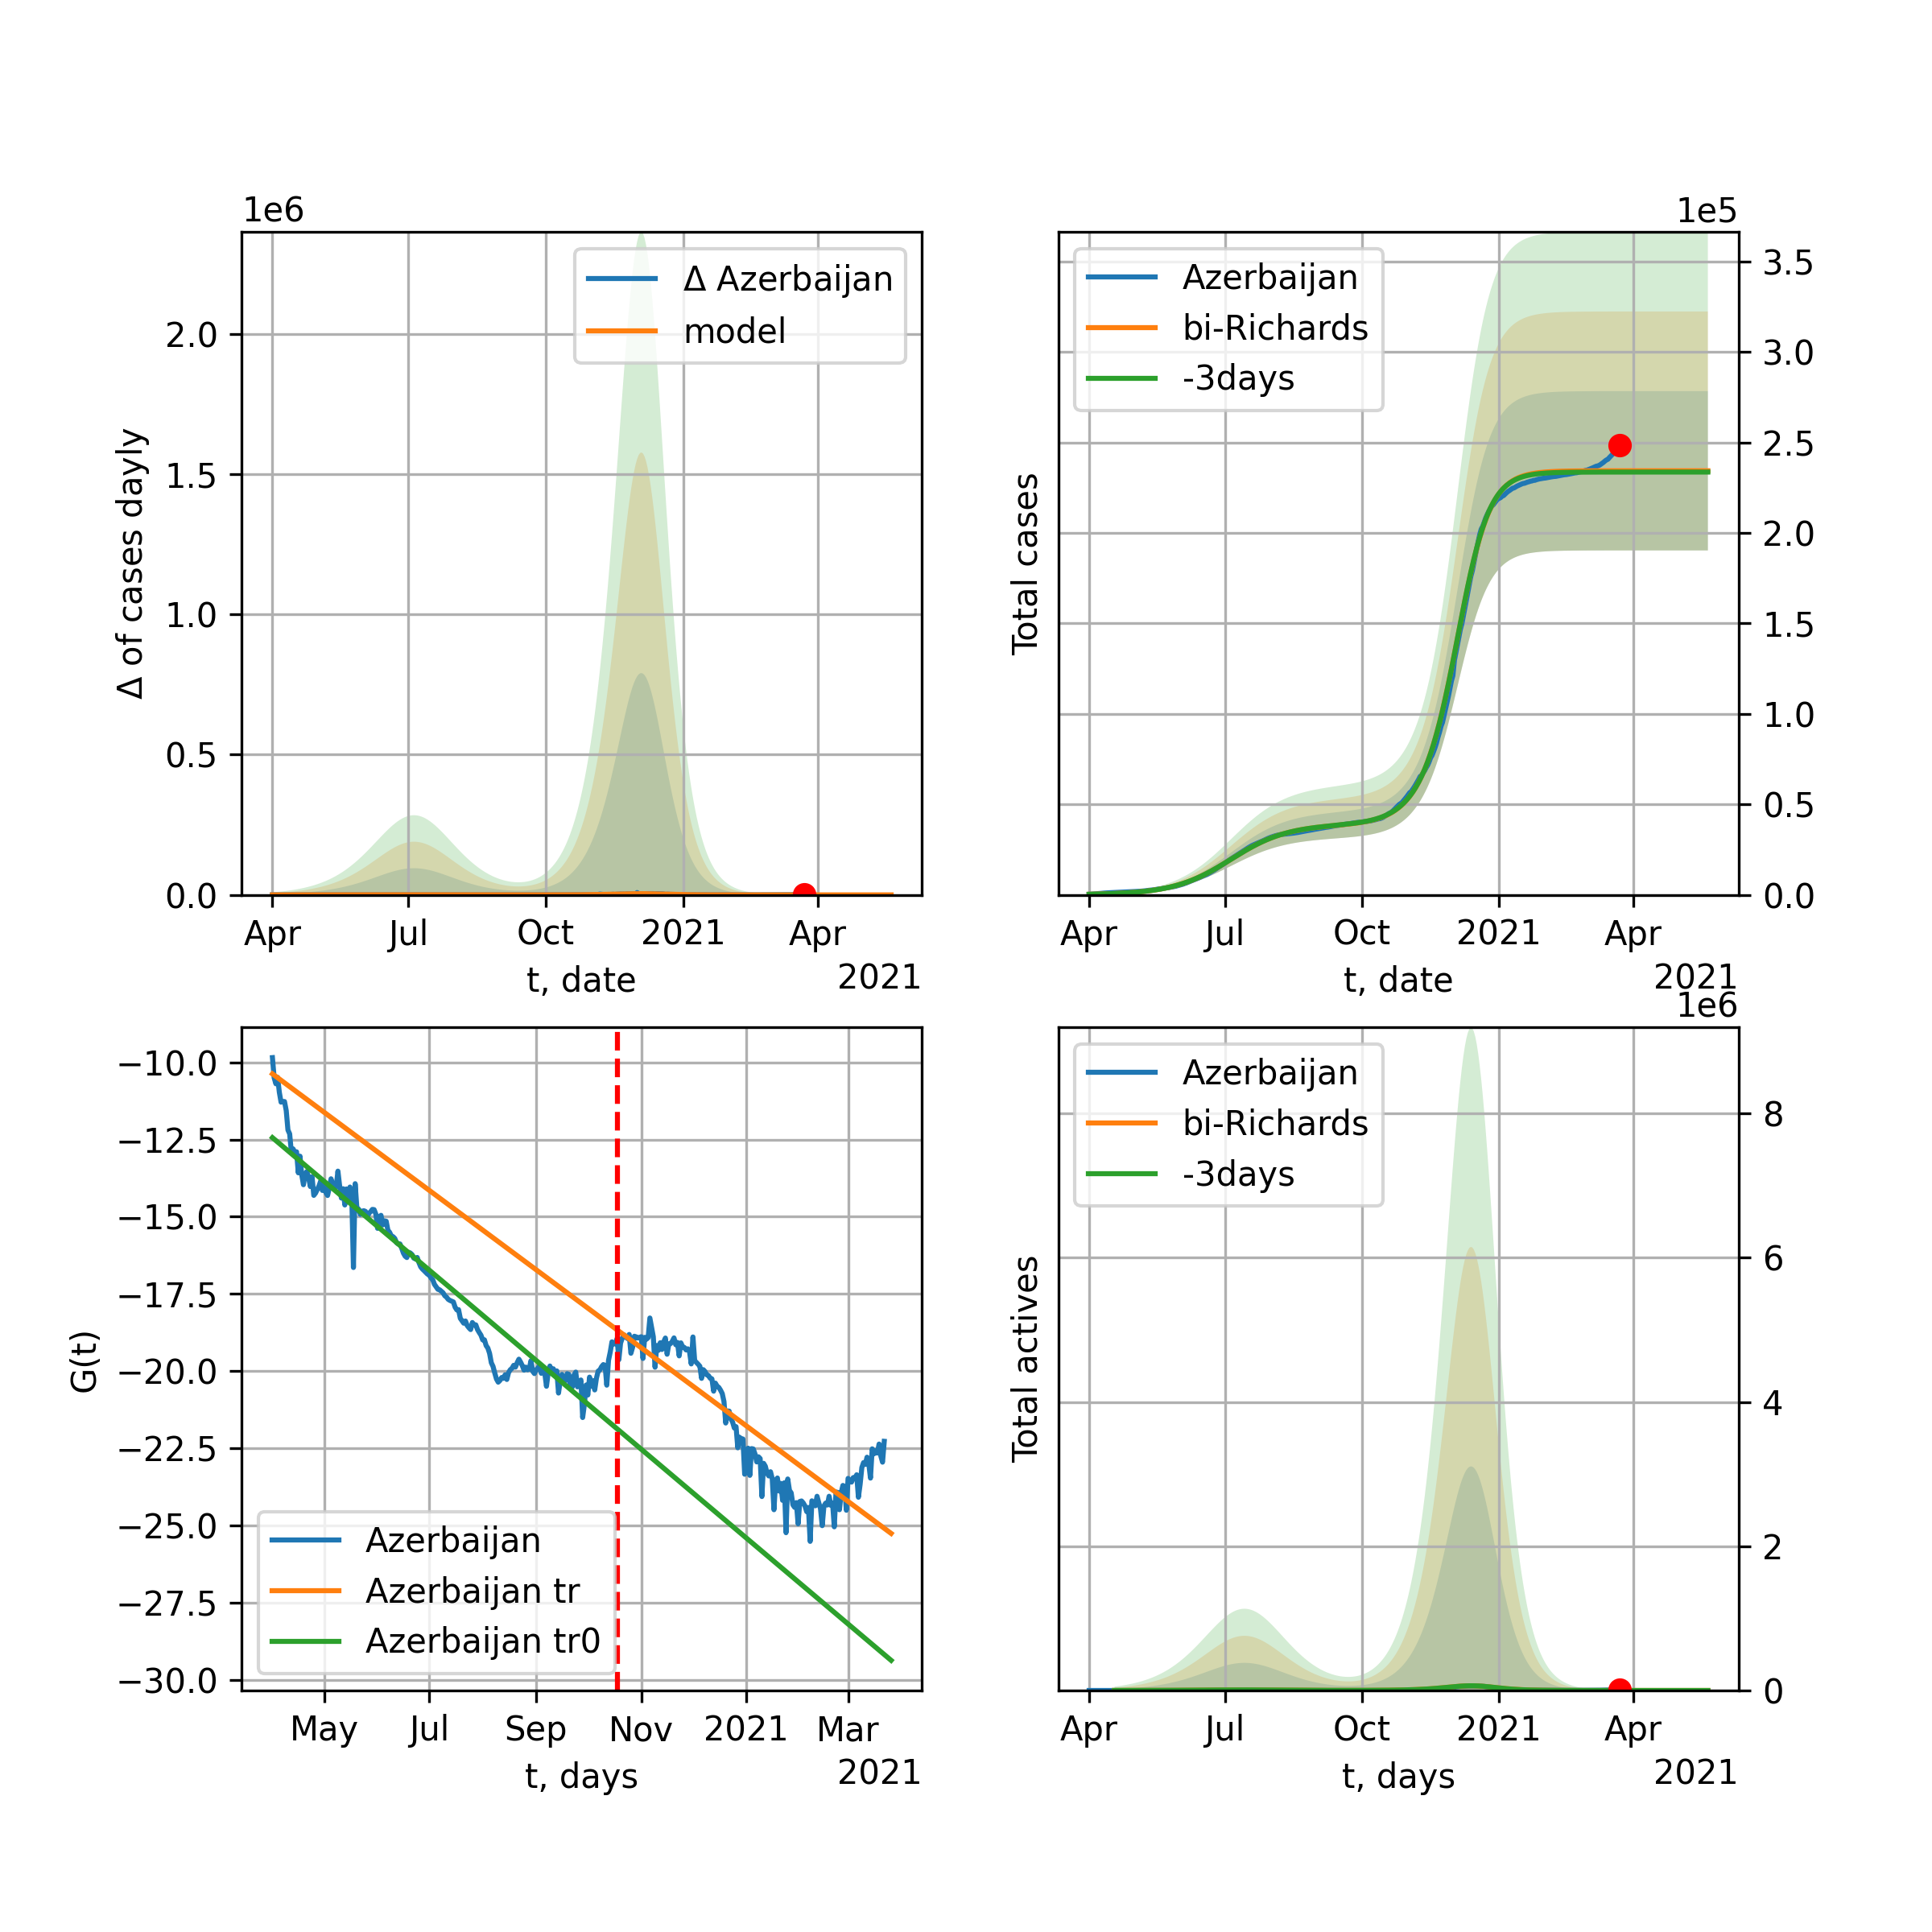 1e6
Δ of cases dayly
2.0
1.5
1.0
0.5
0.0
Δ Azerbaijan
model
Apr Jul Oct 2021 Apr
t, date
2021
1e5
Total cases
Azerbaijan
bi-Richards
-3days
3.5
3.0
2.5
2.0
1.5
1.0
0.5
0.0
Apr Jul Oct 2021 Apr
t, date
2021
G(t)
−10.0
−12.5
−15.0
−17.5
−20.0
−22.5
−25.0
−27.5
−30.0
Azerbaijan
Azerbaijan tr
Azerbaijan tr0
May Jul Sep Nov 2021 Mar
t, days
2021
1e6
Total actives
Azerbaijan
bi-Richards
-3days
8
6
4
2
0
Apr Jul Oct 2021 Apr
t, days
2021